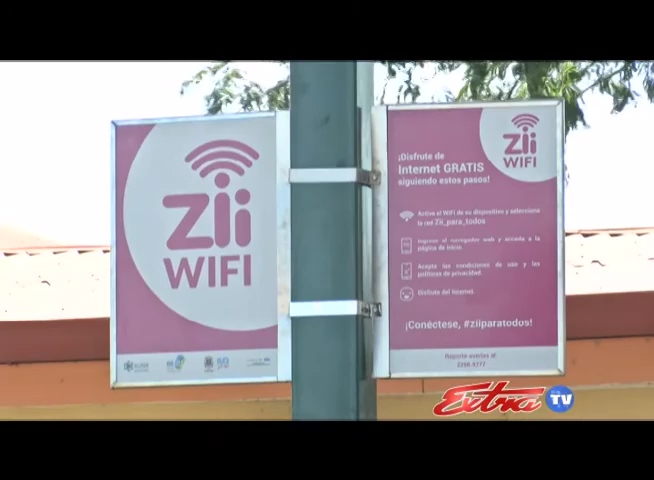 Zii
WIFI
¡Disfrute de
Internet GRATIS
siguiendo estos pasos!
Zii
WIFI
Active el WiFi de su dispositivo y seleccione
la red Zii_para_todos
Ingrese al navegador web y acceda a la
página de inicio.
Acepte las condiciones de uso y las
políticas de privacidad.
Disfrute del Internet.
¡Conéctese, #ziiparatodos!
Reporte averías al
Extra
TV